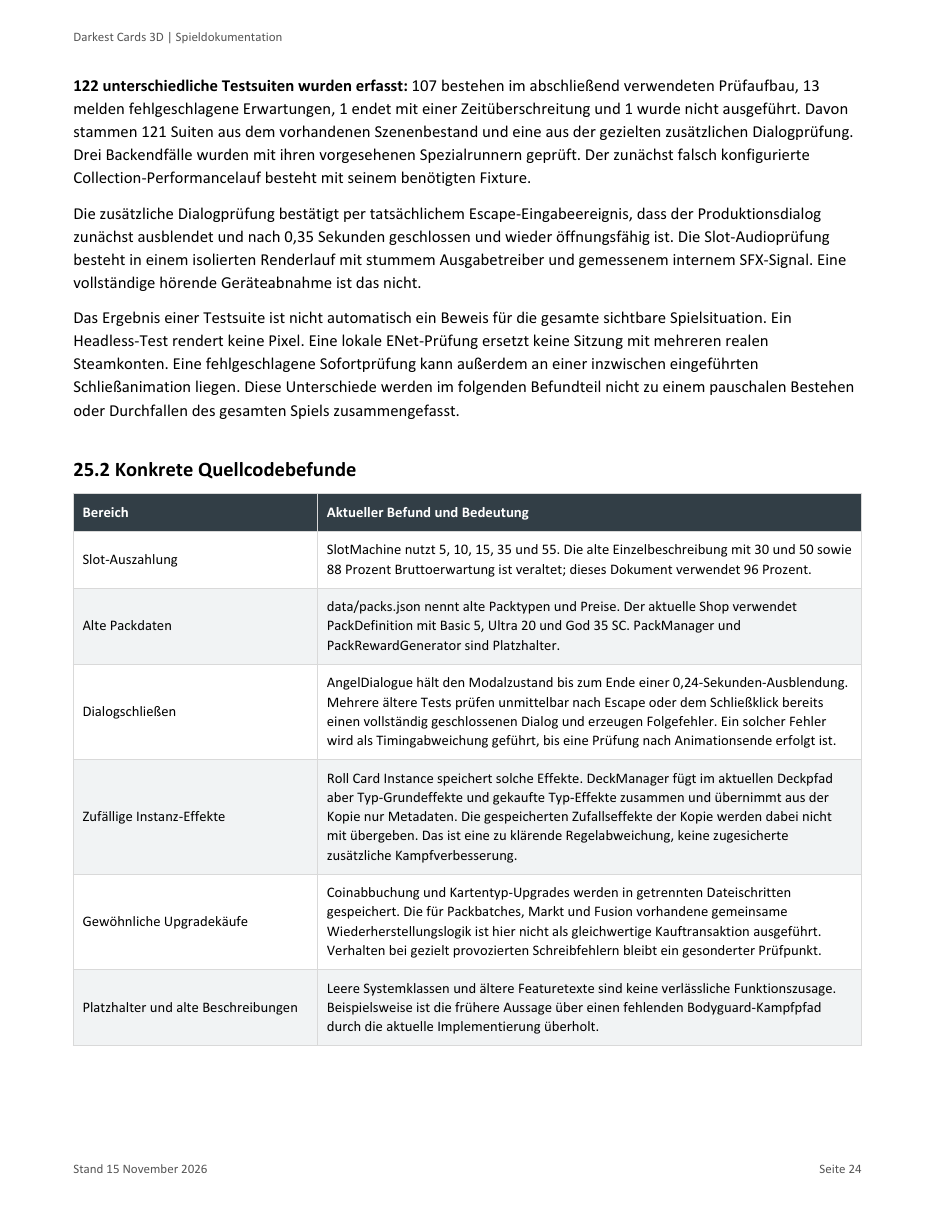 Darkest Cards 3D | Spieldokumentation
122 unterschiedliche Testsuiten wurden erfasst: 107 bestehen im abschließend verwendeten Prüfaufbau, 13
melden fehlgeschlagene Erwartungen, 1 endet mit einer Zeitüberschreitung und 1 wurde nicht ausgeführt. Davon
stammen 121 Suiten aus dem vorhandenen Szenenbestand und eine aus der gezielten zusätzlichen Dialogprüfung.
Drei Backendfälle wurden mit ihren vorgesehenen Spezialrunnern geprüft. Der zunächst falsch konfigurierte
Collection-Performancelauf besteht mit seinem benötigten Fixture.
Die zusätzliche Dialogprüfung bestätigt per tatsächlichem Escape-Eingabeereignis, dass der Produktionsdialog
zunächst ausblendet und nach 0,35 Sekunden geschlossen und wieder öffnungsfähig ist. Die Slot-Audioprüfung
besteht in einem isolierten Renderlauf mit stummem Ausgabetreiber und gemessenem internem SFX-Signal. Eine
vollständige hörende Geräteabnahme ist das nicht.
Das Ergebnis einer Testsuite ist nicht automatisch ein Beweis für die gesamte sichtbare Spielsituation. Ein
Headless-Test rendert keine Pixel. Eine lokale ENet-Prüfung ersetzt keine Sitzung mit mehreren realen
Steamkonten. Eine fehlgeschlagene Sofortprüfung kann außerdem an einer inzwischen eingeführten
Schließanimation liegen. Diese Unterschiede werden im folgenden Befundteil nicht zu einem pauschalen Bestehen
oder Durchfallen des gesamten Spiels zusammengefasst.
25.2 Konkrete Quellcodebefunde
Bereich
Aktueller Befund und Bedeutung
Slot-Auszahlung
SlotMachine nutzt 5, 10, 15, 35 und 55. Die alte Einzelbeschreibung mit 30 und 50 sowie
88 Prozent Bruttoerwartung ist veraltet; dieses Dokument verwendet 96 Prozent.
Alte Packdaten
data/packs.json nennt alte Packtypen und Preise. Der aktuelle Shop verwendet
PackDefinition mit Basic 5, Ultra 20 und God 35 SC. PackManager und
PackRewardGenerator sind Platzhalter.
Dialogschließen
AngelDialogue hält den Modalzustand bis zum Ende einer 0,24-Sekunden-Ausblendung.
Mehrere ältere Tests prüfen unmittelbar nach Escape oder dem Schließklick bereits
einen vollständig geschlossenen Dialog und erzeugen Folgefehler. Ein solcher Fehler
wird als Timingabweichung geführt, bis eine Prüfung nach Animationsende erfolgt ist.
Zufällige Instanz-Effekte
Roll Card Instance speichert solche Effekte. DeckManager fügt im aktuellen Deckpfad
aber Typ-Grundeffekte und gekaufte Typ-Effekte zusammen und übernimmt aus der
Kopie nur Metadaten. Die gespeicherten Zufallseffekte der Kopie werden dabei nicht
mit übergeben. Das ist eine zu klärende Regelabweichung, keine zugesicherte
zusätzliche Kampfverbesserung.
Gewöhnliche Upgradekäufe
Coinabbuchung und Kartentyp-Upgrades werden in getrennten Dateischritten
gespeichert. Die für Packbatches, Markt und Fusion vorhandene gemeinsame
Wiederherstellungslogik ist hier nicht als gleichwertige Kauftransaktion ausgeführt.
Verhalten bei gezielt provozierten Schreibfehlern bleibt ein gesonderter Prüfpunkt.
Platzhalter und alte Beschreibungen
Leere Systemklassen und ältere Featuretexte sind keine verlässliche Funktionszusage.
Beispielsweise ist die frühere Aussage über einen fehlenden Bodyguard-Kampfpfad
durch die aktuelle Implementierung überholt.
Stand 15 November 2026
Seite 24